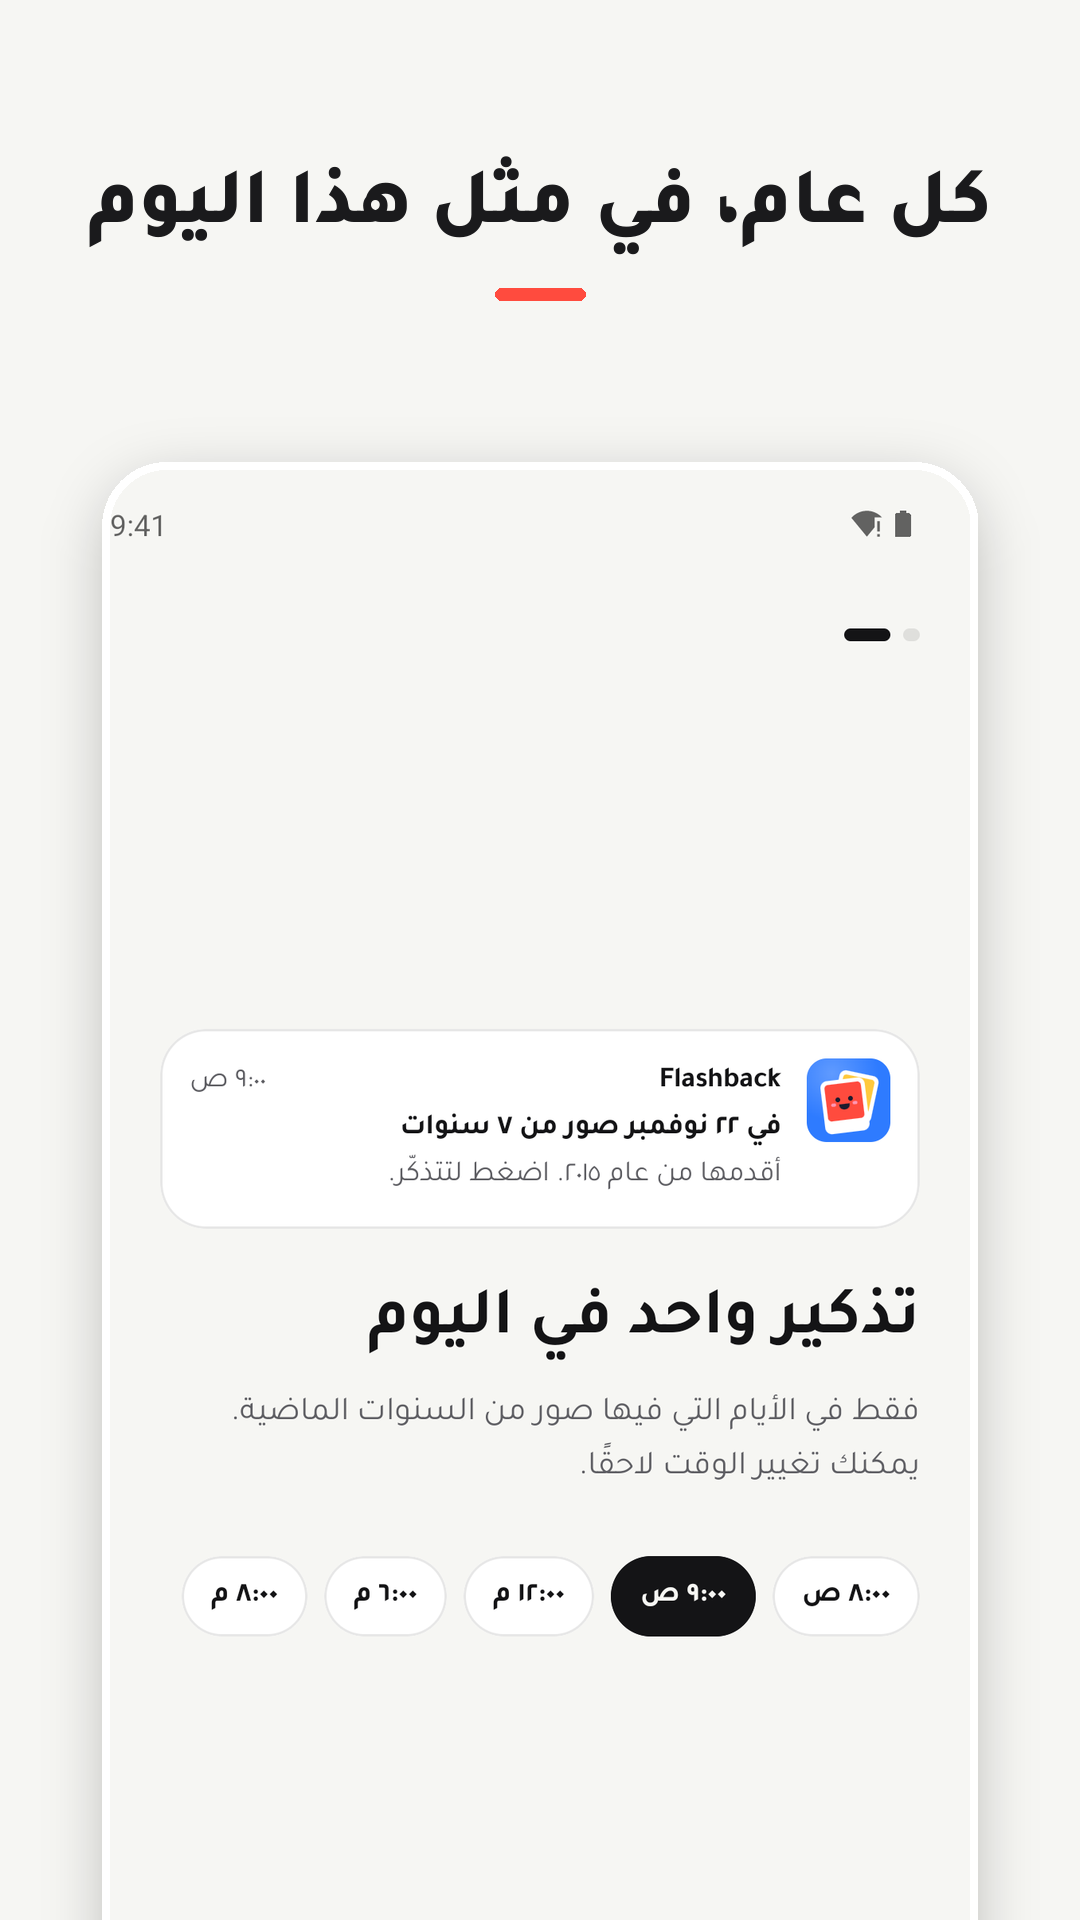 كل عام، في مثل هذا اليوم
9:41
Flashback
٩:٠٠ ص
في ٢٢ نوفمبر صور من ٧ سنوات
أقدمها من عام ٢٠١٥. اضغط لتتذكّر.
تذكير واحد في اليوم
فقط في الأيام التي فيها صور من السنوات الماضية.
يمكنك تغيير الوقت لاحقًا.
٨:٠٠ ص
٩:٠٠ ص
١٢:٠٠ م
٦:٠٠ م
٨:٠٠ م